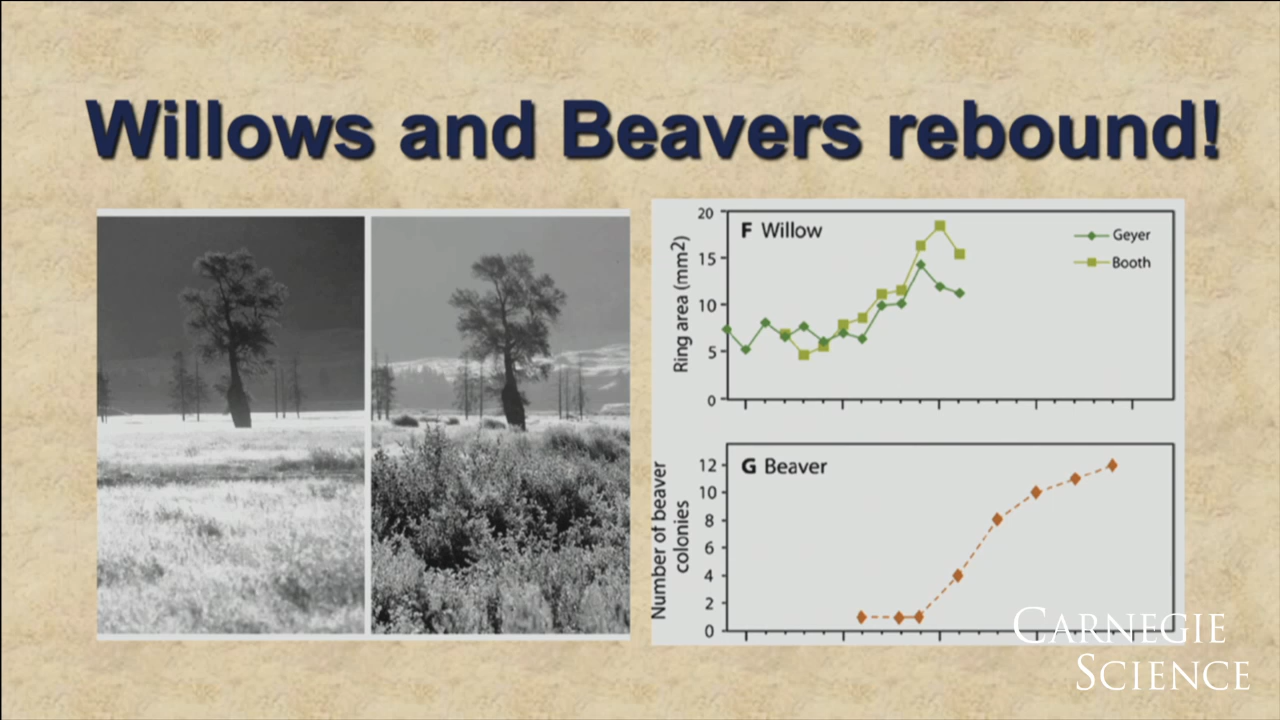 Willows and Beavers rebound!
F Willow
Geyer
Booth
Ring area (mm2)
20
15
10
5
0
G Beaver
Number of beaver
colonies
12
10
8
6
4
2
0
CARNEGIE
SCIENCE